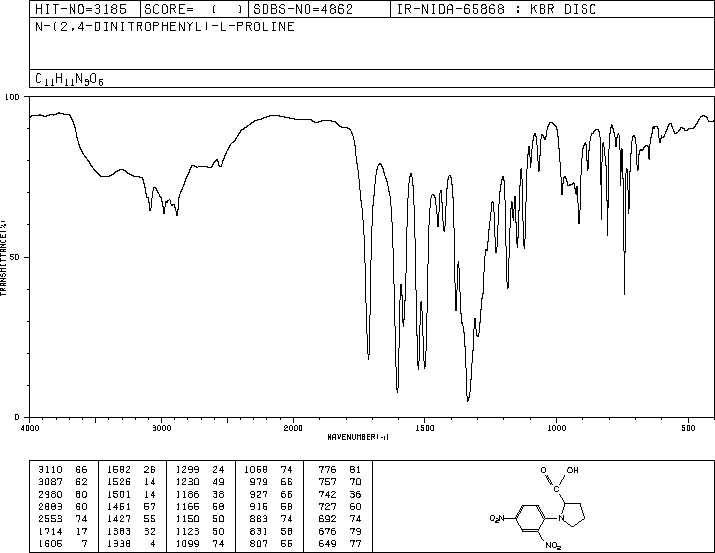 HIT-NO=3185 SCORE= ( ) SDBS-NO=4862 IR-NIDA-65868 : KBR DISC
N-(2,4-DINITROPHENYL)-L-PROLINE
C11H11N3O6
100
TRANSMITTANCE(%)
50
0
4000 3000 2000 1500 1000 500
WAVENUMBER(-1)
3110 66 1582 26 1299 24 1068 74 776 81
3087 62 1526 14 1230 49 979 66 757 70
2980 60 1501 14 1186 38 927 66 742 36
2883 60 1451 57 1166 58 916 58 727 60
2553 74 1427 55 1150 50 883 74 692 74
1714 17 1383 32 1123 50 831 58 676 79
1605 7 1338 4 1099 74 807 55 649 77
O OH
C
O2N N
NO2